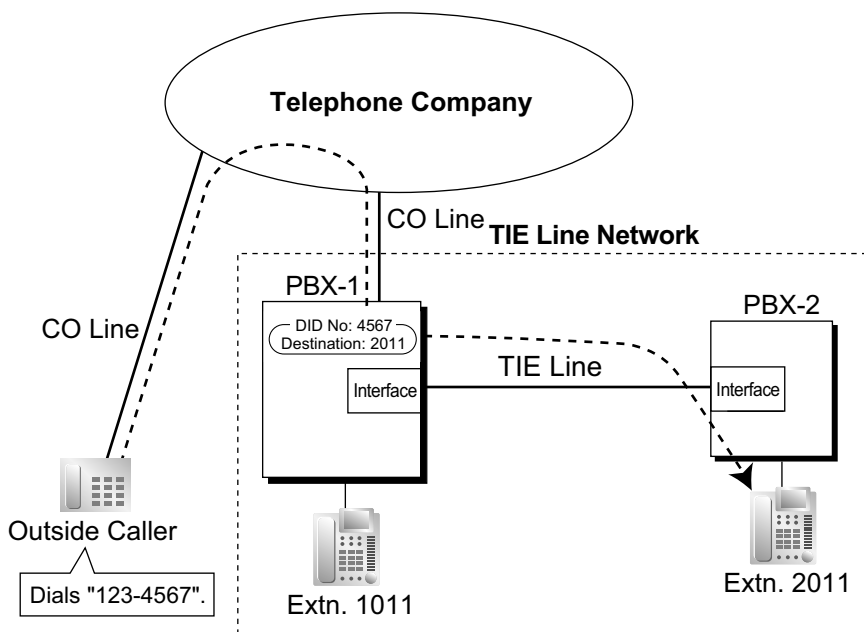 Telephone Company
CO Line
TIE Line Network
PBX-1
PBX-2
DID No: 4567
Destination: 2011
CO Line
TIE Line
Interface
Interface
Outside Caller
Dials "123-4567".
Extn. 1011
Extn. 2011